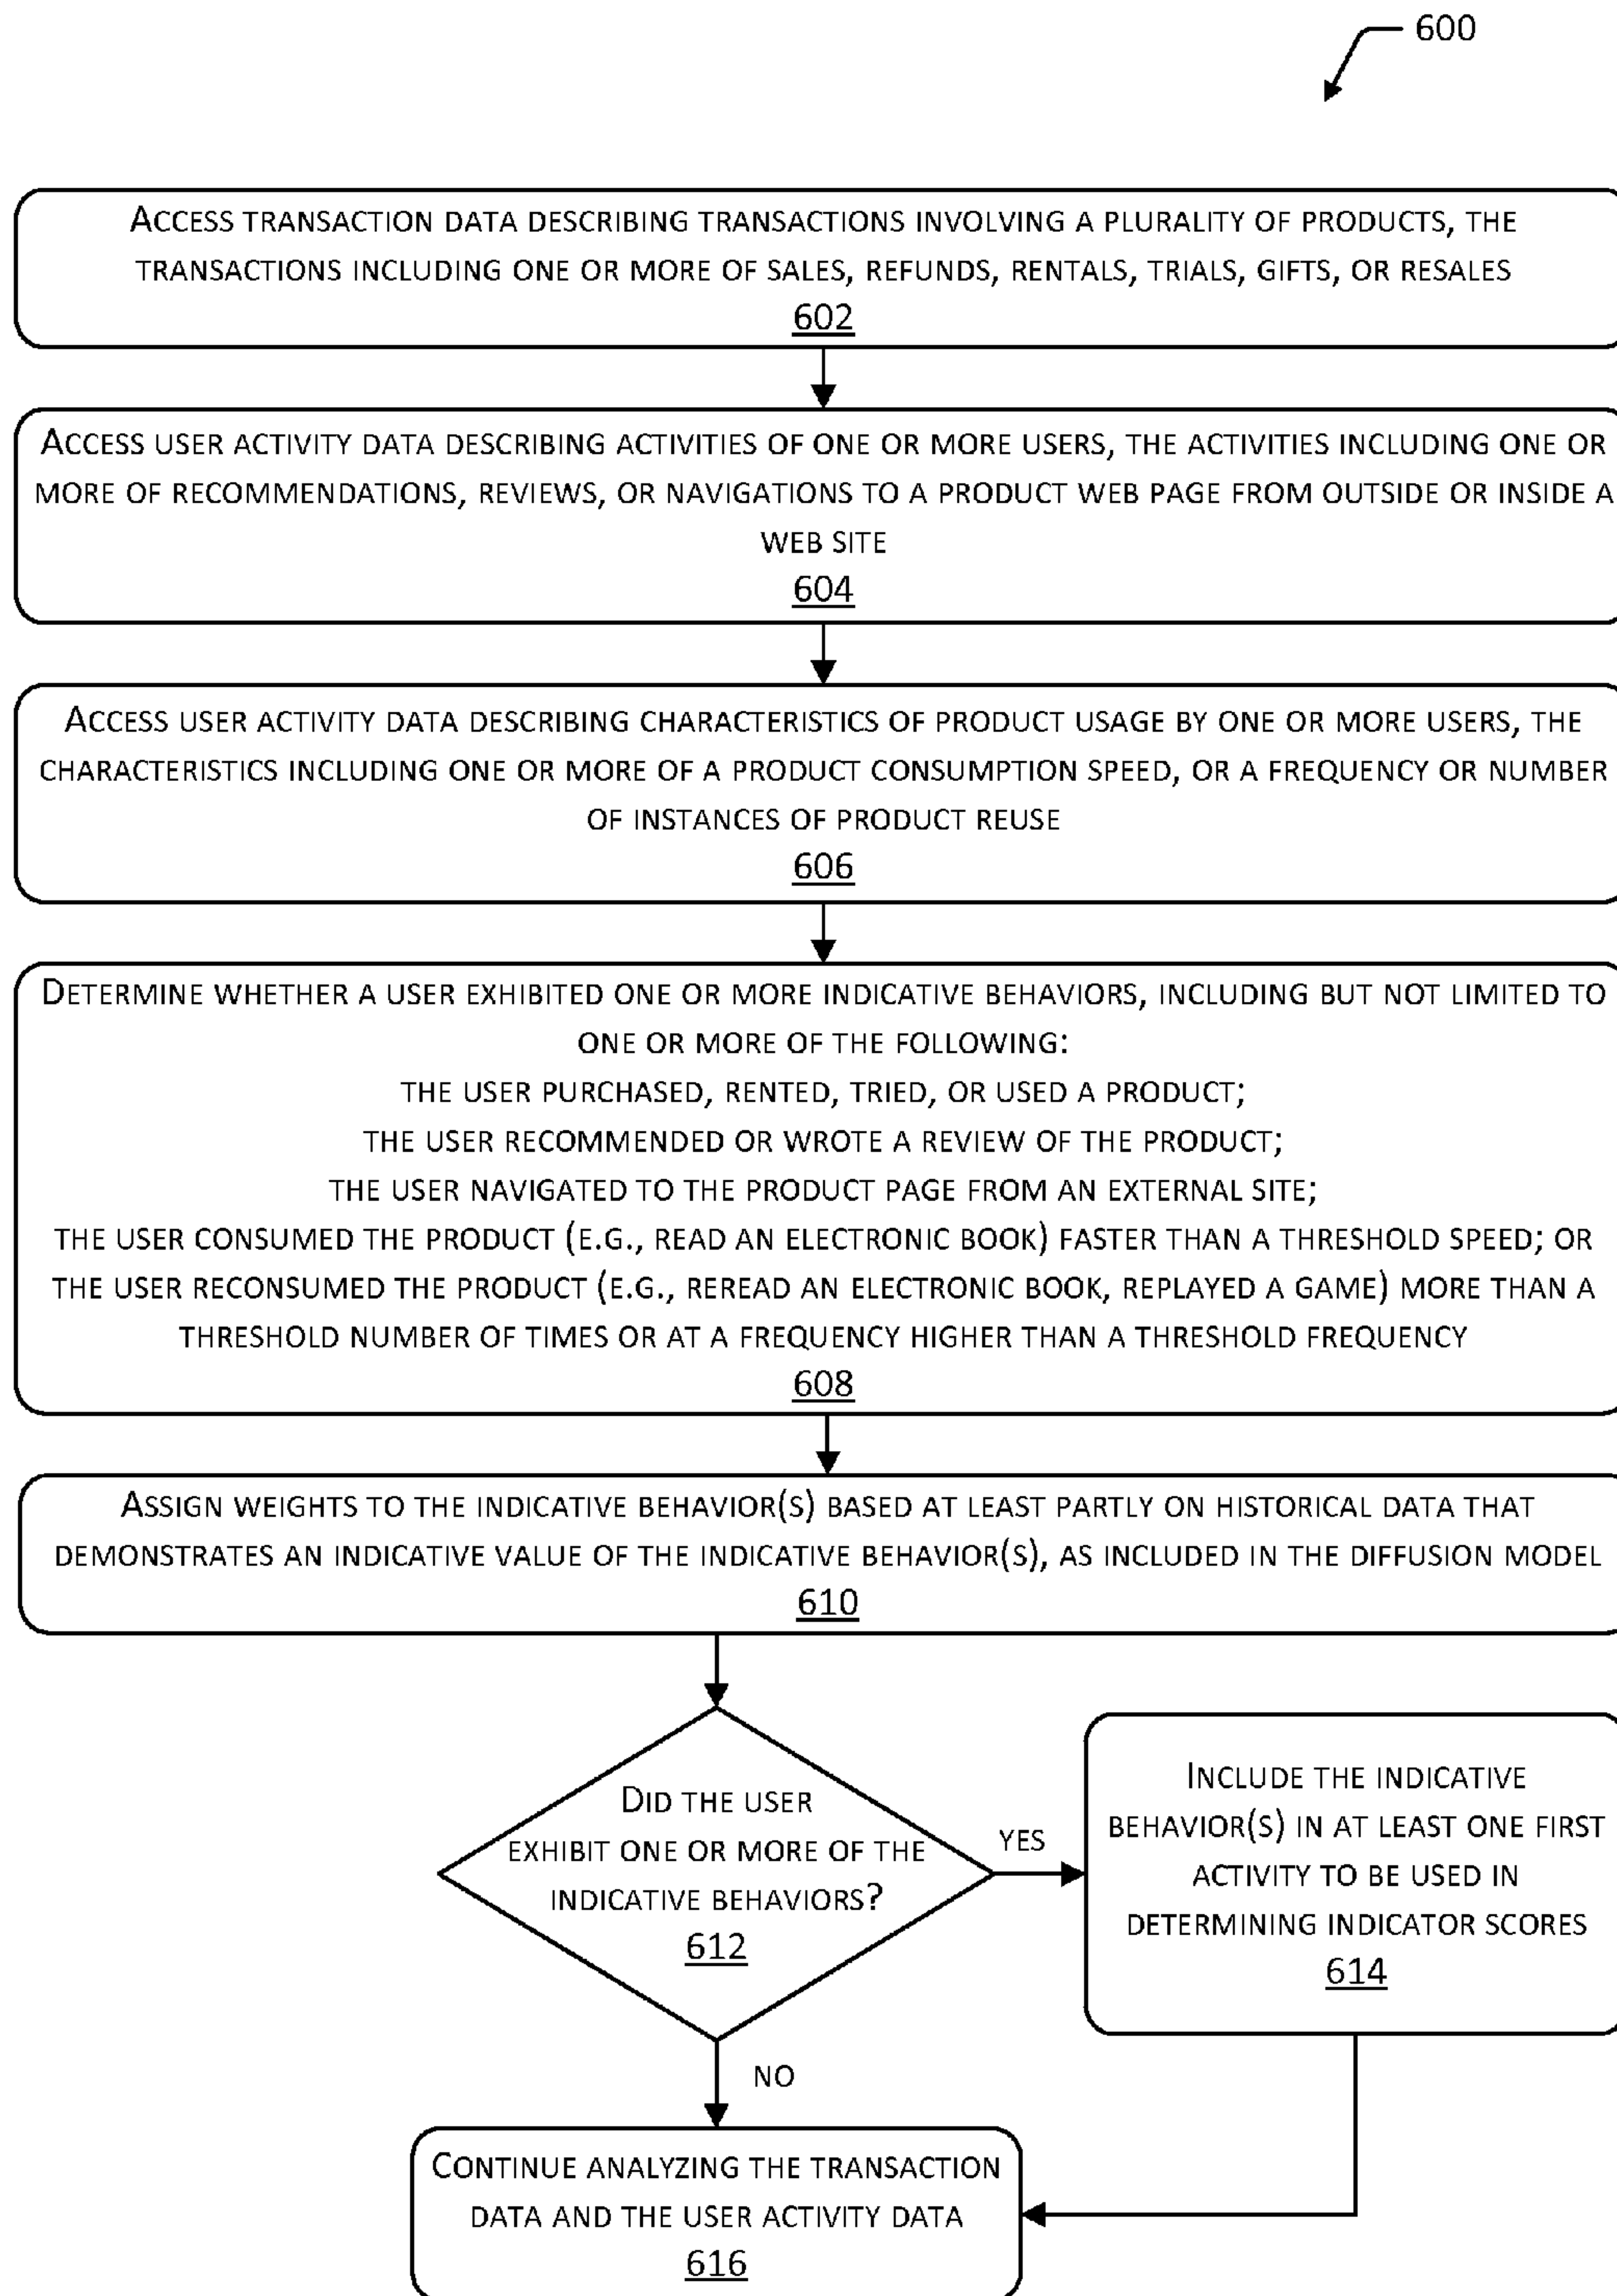 600
ACCESS TRANSACTION DATA DESCRIBING TRANSACTIONS INVOLVING A PLURALITY OF PRODUCTS, THE
TRANSACTIONS INCLUDING ONE OR MORE OF SALES, REFUNDS, RENTALS, TRIALS, GIFTS, OR RESALES
602
ACCESS USER ACTIVITY DATA DESCRIBING ACTIVITIES OF ONE OR MORE USERS, THE ACTIVITIES INCLUDING ONE OR
MORE OF RECOMMENDATIONS, REVIEWS, OR NAVIGATIONS TO A PRODUCT WEB PAGE FROM OUTSIDE OR INSIDE A
WEB SITE
604
ACCESS USER ACTIVITY DATA DESCRIBING CHARACTERISTICS OF PRODUCT USAGE BY ONE OR MORE USERS, THE
CHARACTERISTICS INCLUDING ONE OR MORE OF A PRODUCT CONSUMPTION SPEED, OR A FREQUENCY OR NUMBER
OF INSTANCES OF PRODUCT REUSE
606
DETERMINE WHETHER A USER EXHIBITED ONE OR MORE INDICATIVE BEHAVIORS, INCLUDING BUT NOT LIMITED TO
ONE OR MORE OF THE FOLLOWING:
THE USER PURCHASED, RENTED, TRIED, OR USED A PRODUCT;
THE USER RECOMMENDED OR WROTE A REVIEW OF THE PRODUCT;
THE USER NAVIGATED TO THE PRODUCT PAGE FROM AN EXTERNAL SITE;
THE USER CONSUMED THE PRODUCT (E.G., READ AN ELECTRONIC BOOK) FASTER THAN A THRESHOLD SPEED; OR
THE USER RECONSUMED THE PRODUCT (E.G., REREAD AN ELECTRONIC BOOK, REPLAYED A GAME) MORE THAN A
THRESHOLD NUMBER OF TIMES OR AT A FREQUENCY HIGHER THAN A THRESHOLD FREQUENCY
608
ASSIGN WEIGHTS TO THE INDICATIVE BEHAVIOR(S) BASED AT LEAST PARTLY ON HISTORICAL DATA THAT
DEMONSTRATES AN INDICATIVE VALUE OF THE INDICATIVE BEHAVIOR(S), AS INCLUDED IN THE DIFFUSION MODEL
610
DID THE USER
EXHIBIT ONE OR MORE OF THE
INDICATIVE BEHAVIORS?
612
YES
INCLUDE THE INDICATIVE
BEHAVIOR(S) IN AT LEAST ONE FIRST
ACTIVITY TO BE USED IN
DETERMINING INDICATOR SCORES
614
NO
CONTINUE ANALYZING THE TRANSACTION
DATA AND THE USER ACTIVITY DATA
616